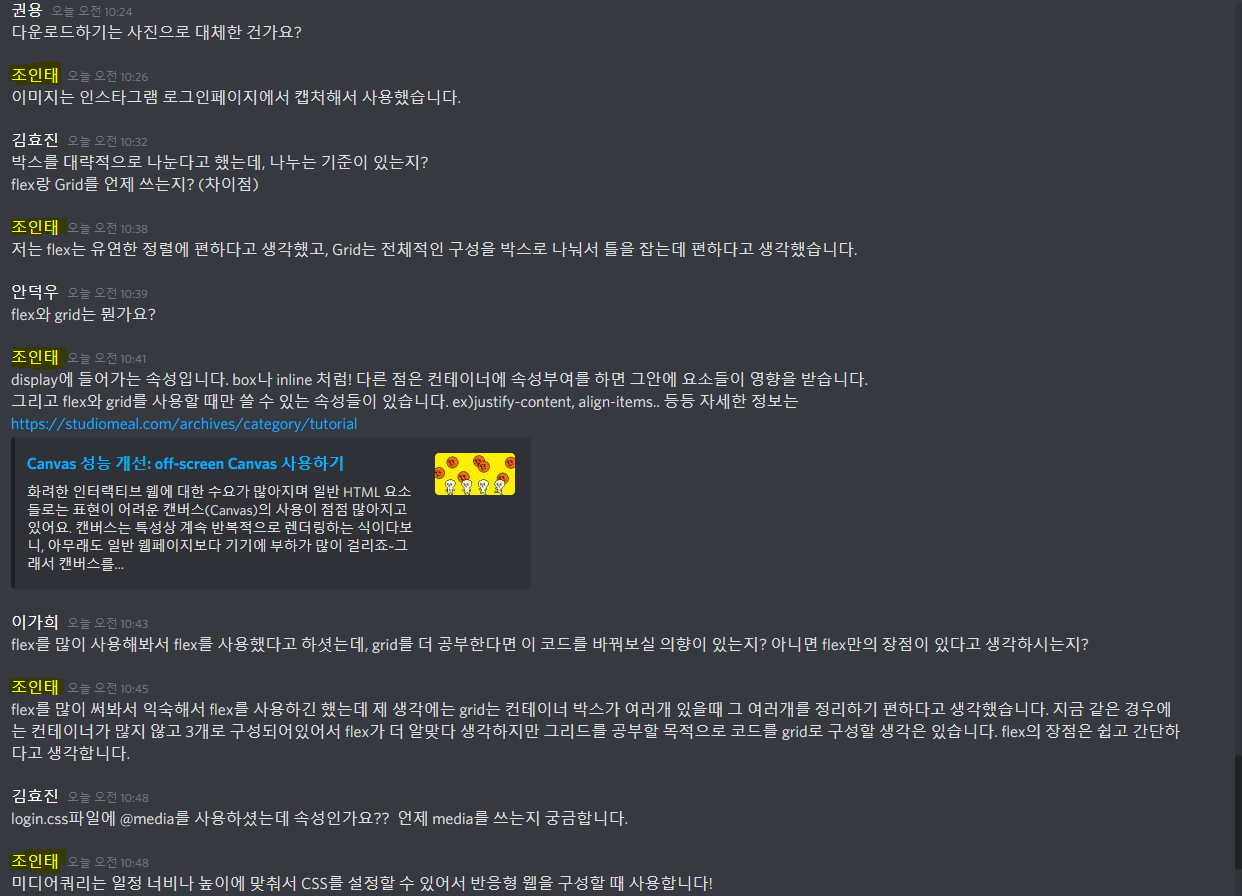 권용 오늘 오전 10:24
다운로드하기는 사진으로 대체한 건가요?
조인태 오늘 오전 10:26
이미지는 인스타그램 로그인페이지에서 캡처해서 사용했습니다.
김효진 오늘 오전 10:32
박스를 대략적으로 나눈다고 했는데, 나누는 기준이 있는지?
flex랑 Grid를 언제 쓰는지? (차이점)
조인태 오늘 오전 10:38
저는 flex는 유연한 정렬에 편하다고 생각했고, Grid는 전체적인 구성을 박스로 나눠서 틀을 잡는데 편하다고 생각했습니다.
안덕우 오늘 오전 10:39
flex와 grid는 뭔가요?
조인태 오늘 오전 10:41
display에 들어가는 속성입니다. box나 inline 처럼! 다른 점은 컨테이너에 속성부여를 하면 그안에 요소들이 영향을 받습니다.
그리고 flex와 grid를 사용할 때만 쓸 수 있는 속성들이 있습니다. ex)justify-content, align-items.. 등등 자세한 정보는
https://studiomeal.com/archives/category/tutorial
Canvas 성능 개선: off-screen Canvas 사용하기
화려한 인터랙티브 웹에 대한 수요가 많아지며 일반 HTML 요소
들로는 표현이 어려운 캔버스(Canvas)의 사용이 점점 많아지고
있어요. 캔버스는 특성상 계속 반복적으로 렌더링하는 식이다보
니, 아무래도 일반 웹페이지보다 기기에 부하가 많이 걸리죠~그
래서 캔버스를...
이가희 오늘 오전 10:43
flex를 많이 사용해봐서 flex를 사용했다고 하셧는데, grid를 더 공부한다면 이 코드를 바꿔보실 의향이 있는지? 아니면 flex만의 장점이 있다고 생각하시는지?
조인태 오늘 오전 10:45
flex를 많이 써봐서 익숙해서 flex를 사용하긴 했는데 제 생각에는 grid는 컨테이너 박스가 여러개 있을때 그 여러개를 정리하기 편하다고 생각했습니다. 지금 같은 경우에
는 컨테이너가 많지 않고 3개로 구성되어있어서 flex가 더 알맞다 생각하지만 그리드를 공부할 목적으로 코드를 grid로 구성할 생각은 있습니다. flex의 장점은 쉽고 간단하
다고 생각합니다.
김효진 오늘 오전 10:48
login.css파일에 @media를 사용하셨는데 속성인가요?? 언제 media를 쓰는지 궁금합니다.
조인태 오늘 오전 10:48
미디어쿼리는 일정 너비나 높이에 맞춰서 CSS를 설정할 수 있어서 반응형 웹을 구성할 때 사용합니다!